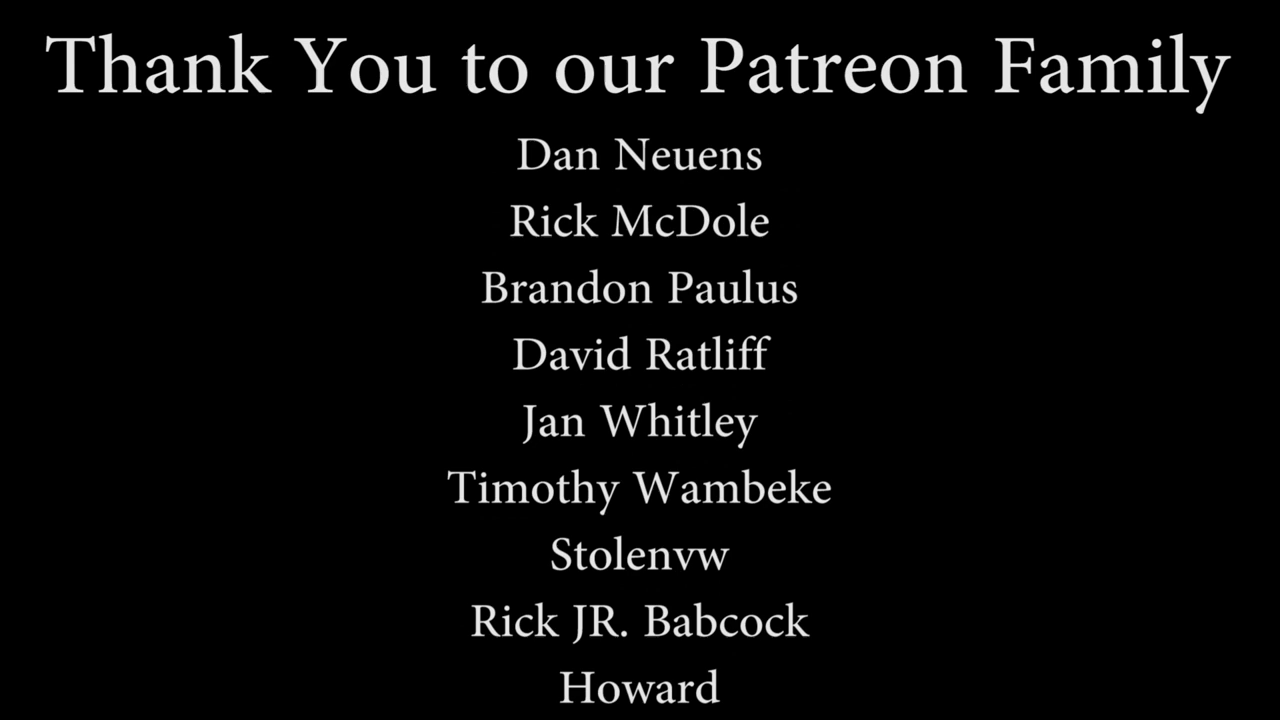 Thank You to our Patreon Family
Dan Neuens
Rick McDole
Brandon Paulus
David Ratliff
Jan Whitley
Timothy Wambeke
Stolenvw
Rick JR. Babcock
Howard